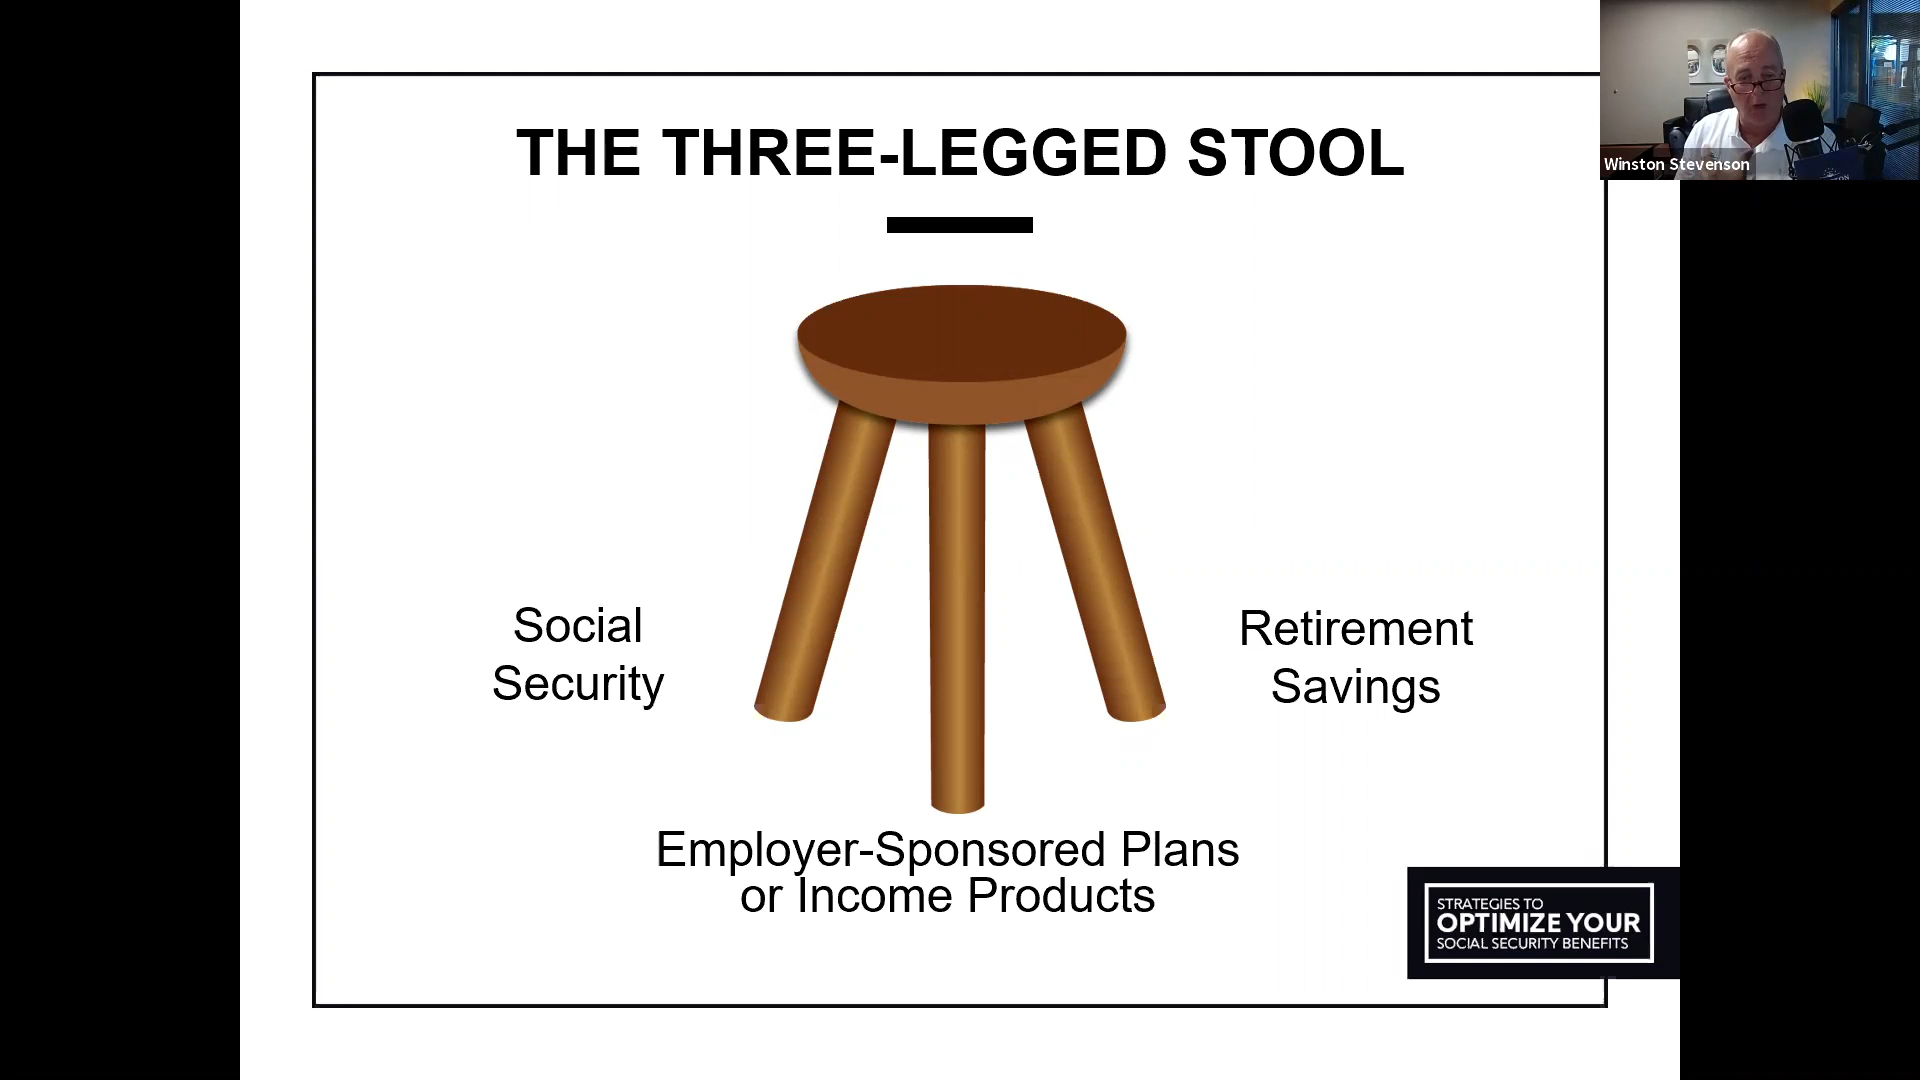 THE THREE-LEGGED STOOL
Winston Stevenson
Social
Security
Retirement
Savings
Employer-Sponsored Plans
or Income Products
STRATEGIES TO
OPTIMIZE YOUR
SOCIAL SECURITY BENEFITS